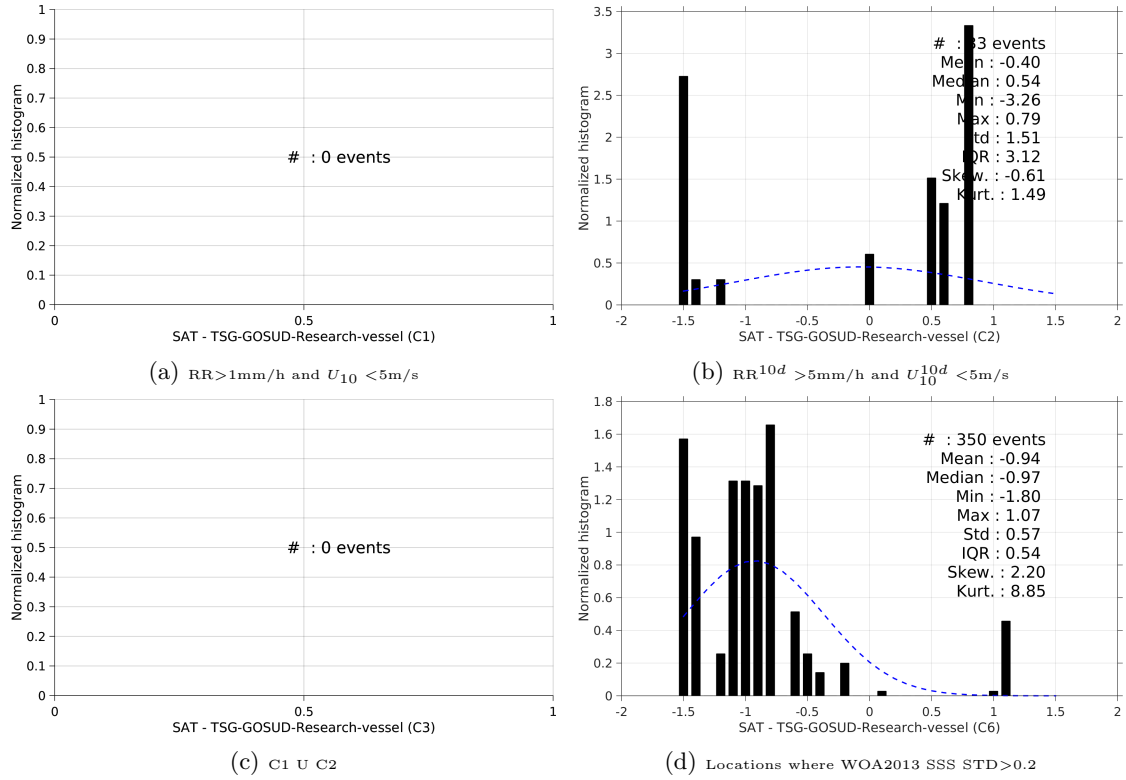 1
0.9
0.8
0.7
0.6
0.5
0.4
0.3
0.2
0.1
0
Normalized histogram
# : 0 events
0 0.5 1
SAT - TSG-GOSUD-Research-vessel (C1)
(a) RR>1mm/h and U10 <5m/s
3.5
3
2.5
2
1.5
1
0.5
0
Normalized histogram
# : 33 events
Mean : -0.40
Median : 0.54
Min : -3.26
Max : 0.79
Std : 1.51
IQR : 3.12
Skew. : -0.61
Kurt. : 1.49
-2 -1.5 -1 -0.5 0 0.5 1 1.5 2
SAT - TSG-GOSUD-Research-vessel (C2)
(b) RR10d >5mm/h and U10d10 <5m/s
1
0.9
0.8
0.7
0.6
0.5
0.4
0.3
0.2
0.1
0
Normalized histogram
# : 0 events
0 0.5 1
SAT - TSG-GOSUD-Research-vessel (C3)
(c) C1 U C2
1.8
1.6
1.4
1.2
1
0.8
0.6
0.4
0.2
0
Normalized histogram
# : 350 events
Mean : -0.94
Median : -0.97
Min : -1.80
Max : 1.07
Std : 0.57
IQR : 0.54
Skew. : 2.20
Kurt. : 8.85
-2 -1.5 -1 -0.5 0 0.5 1 1.5 2
SAT - TSG-GOSUD-Research-vessel (C6)
(d) Locations where WOA2013 SSS STD>0.2